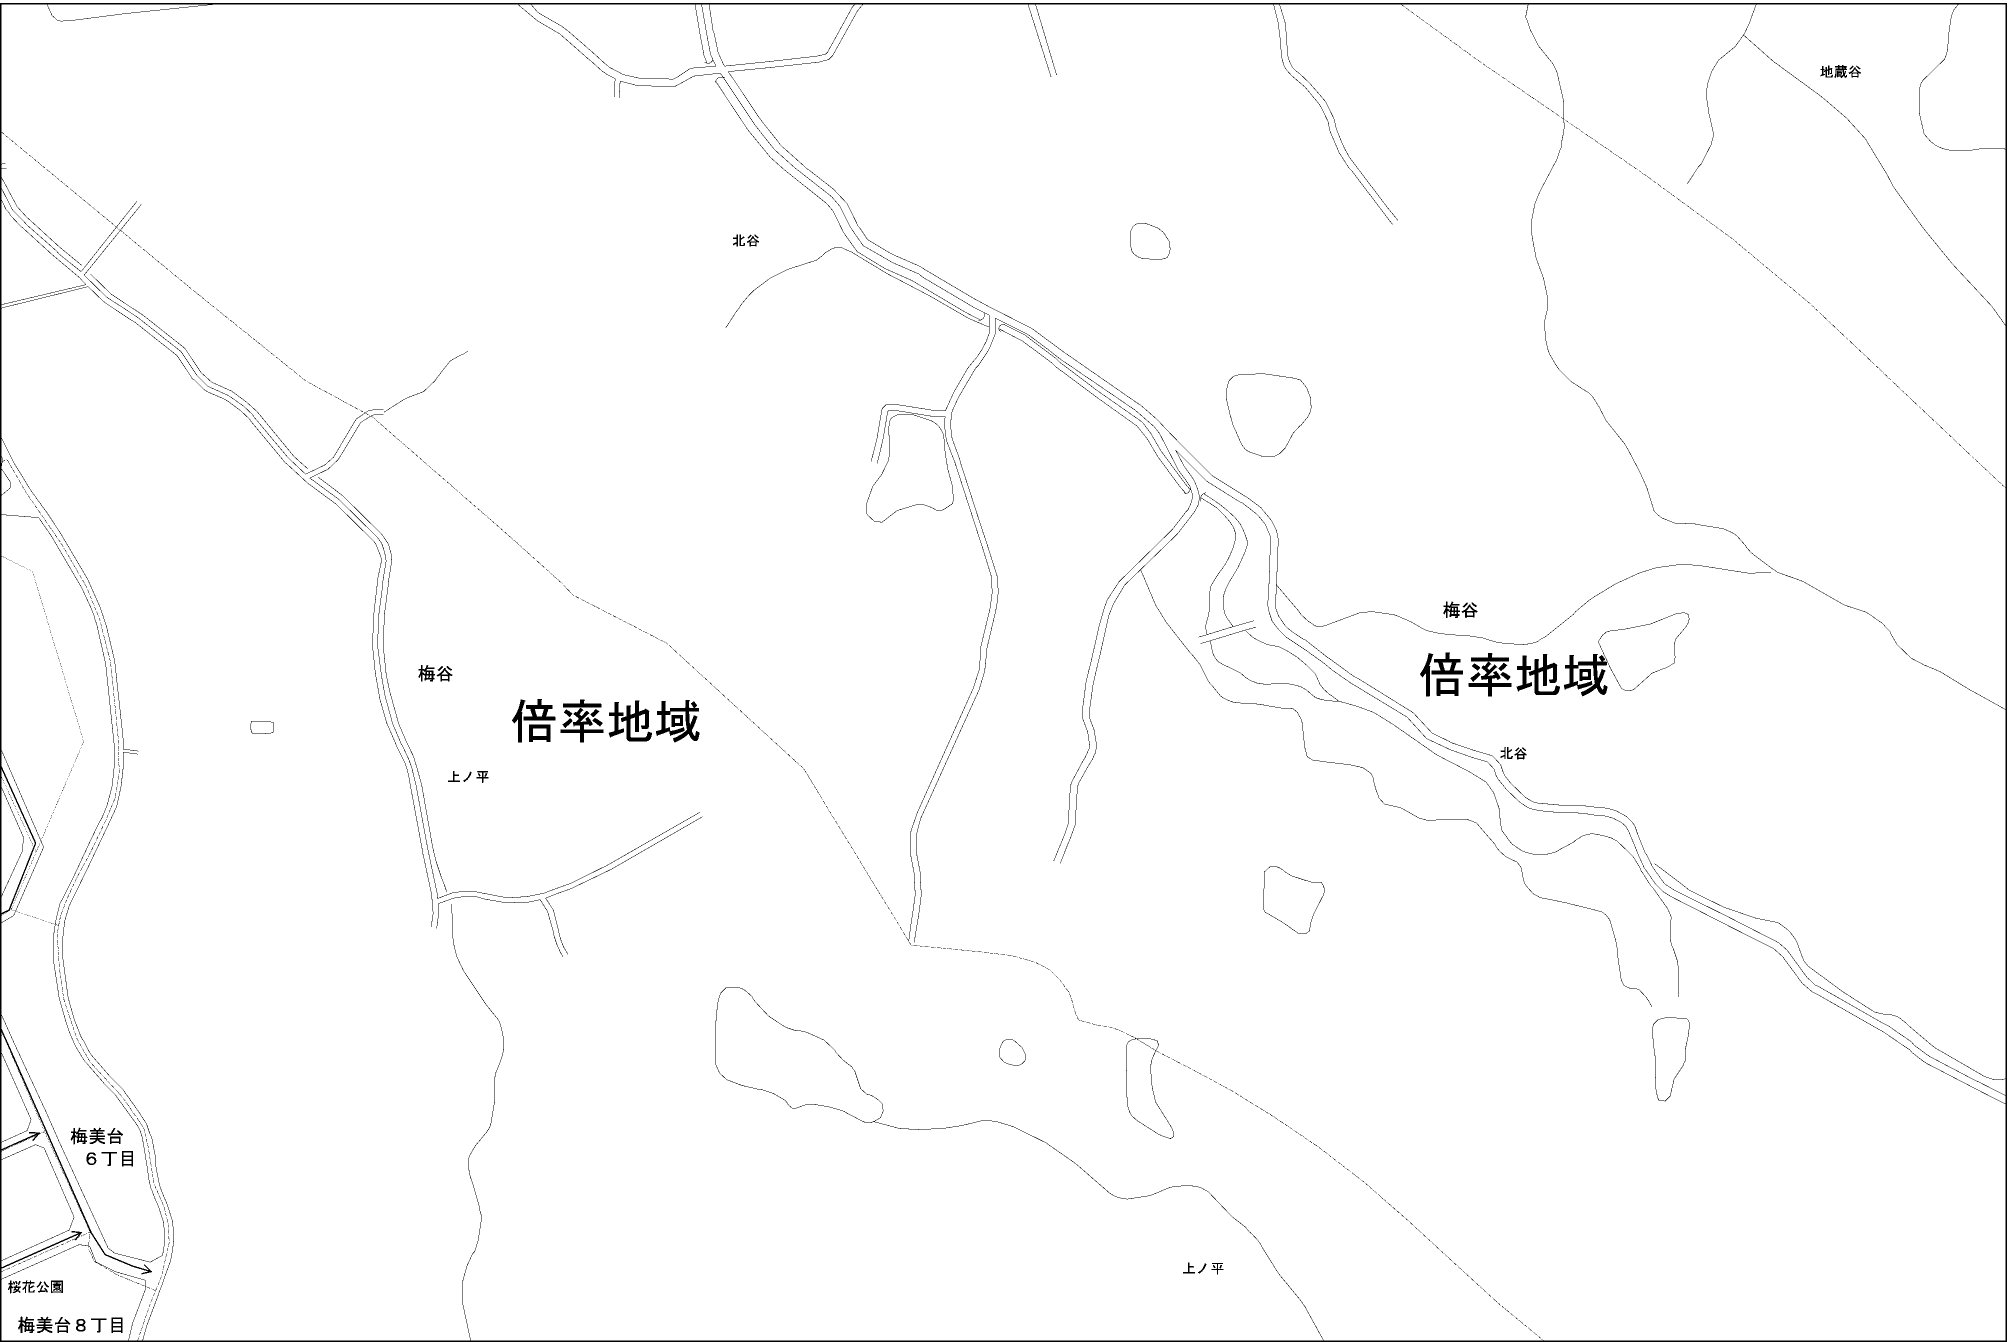 地蔵谷
北谷
梅谷
倍率地域
梅谷
倍率地域
北谷
上ノ平
梅美台
６丁目
上ノ平
桜花公園
梅美台８丁目